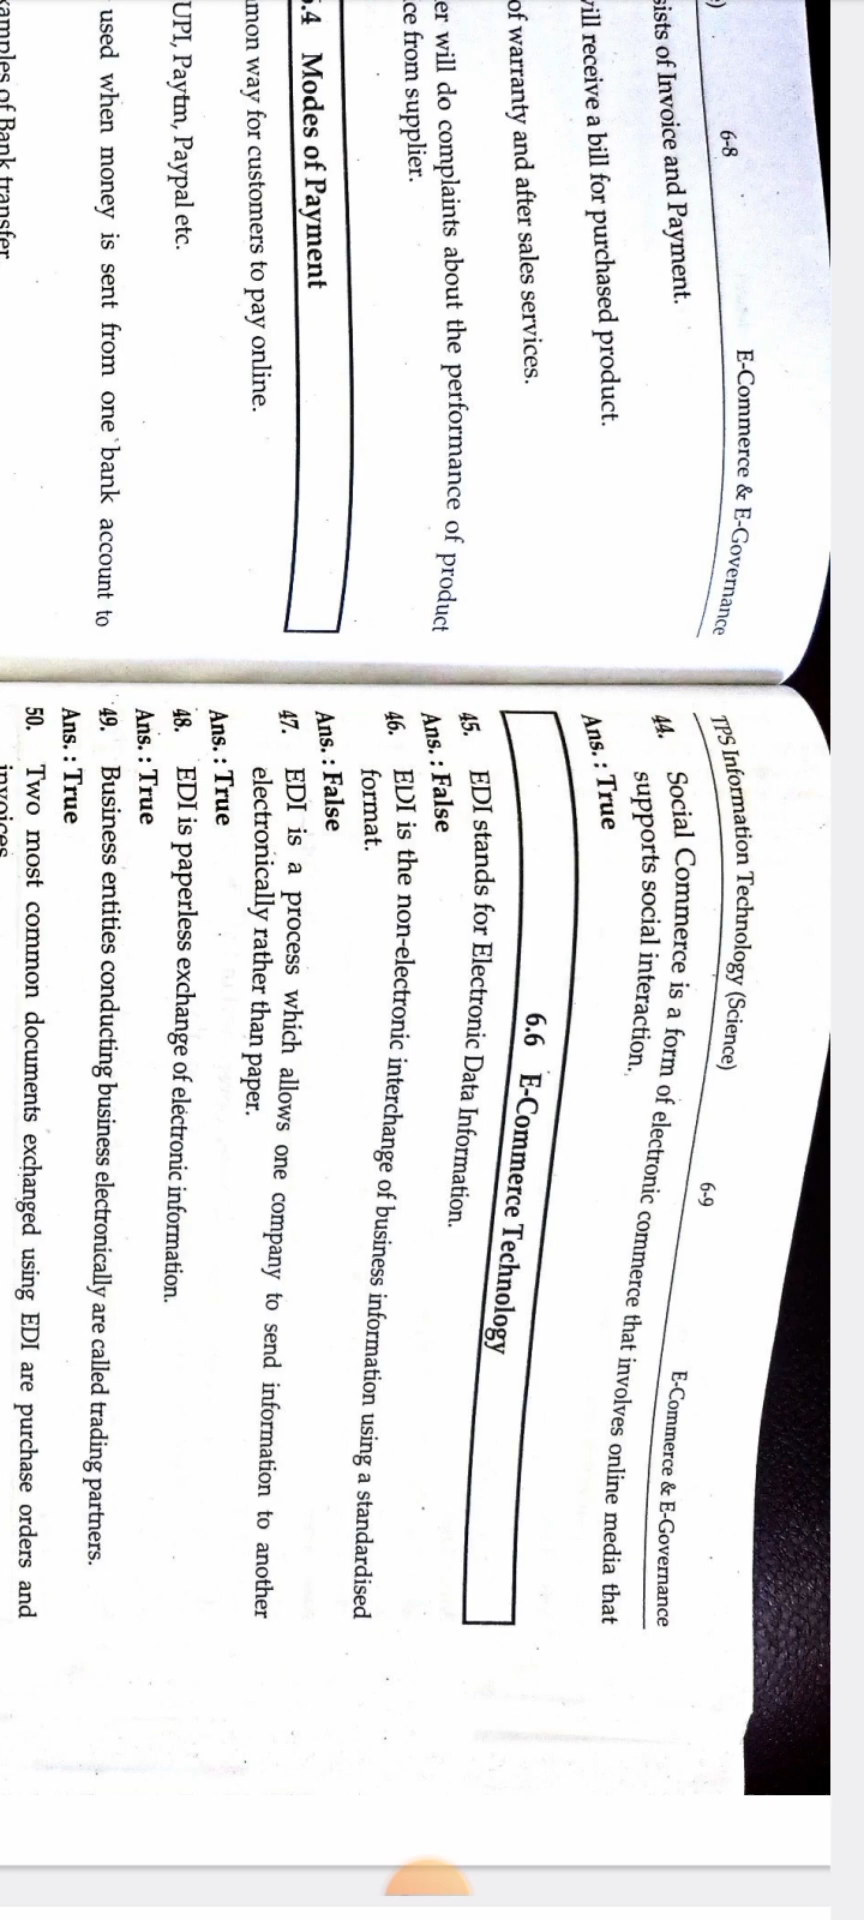 6-8 E-Commerce & E-Governance
sists of Invoice and Payment.
will receive a bill for purchased product.
of warranty and after sales services.
er will do complaints about the performance of product
ce from supplier.
.4 Modes of Payment
mon way for customers to pay online.
UPI, Paytm, Paypal etc.
used when money is sent from one bank account to
amples of Bank transfer
TPS Information Technology (Science) 6-9 E-Commerce & E-Governance
44. Social Commerce is a form of electronic commerce that involves online media that
supports social interaction.
Ans. : True
6.6 E-Commerce Technology
45. EDI stands for Electronic Data Information.
Ans. : False
46. EDI is the non-electronic interchange of business information using a standardised
format.
Ans. : False
47. EDI is a process which allows one company to send information to another
electronically rather than paper.
Ans. : True
48. EDI is paperless exchange of electronic information.
Ans. : True
49. Business entities conducting business electronically are called trading partners.
Ans. : True
50. Two most common documents exchanged using EDI are purchase orders and
invoices